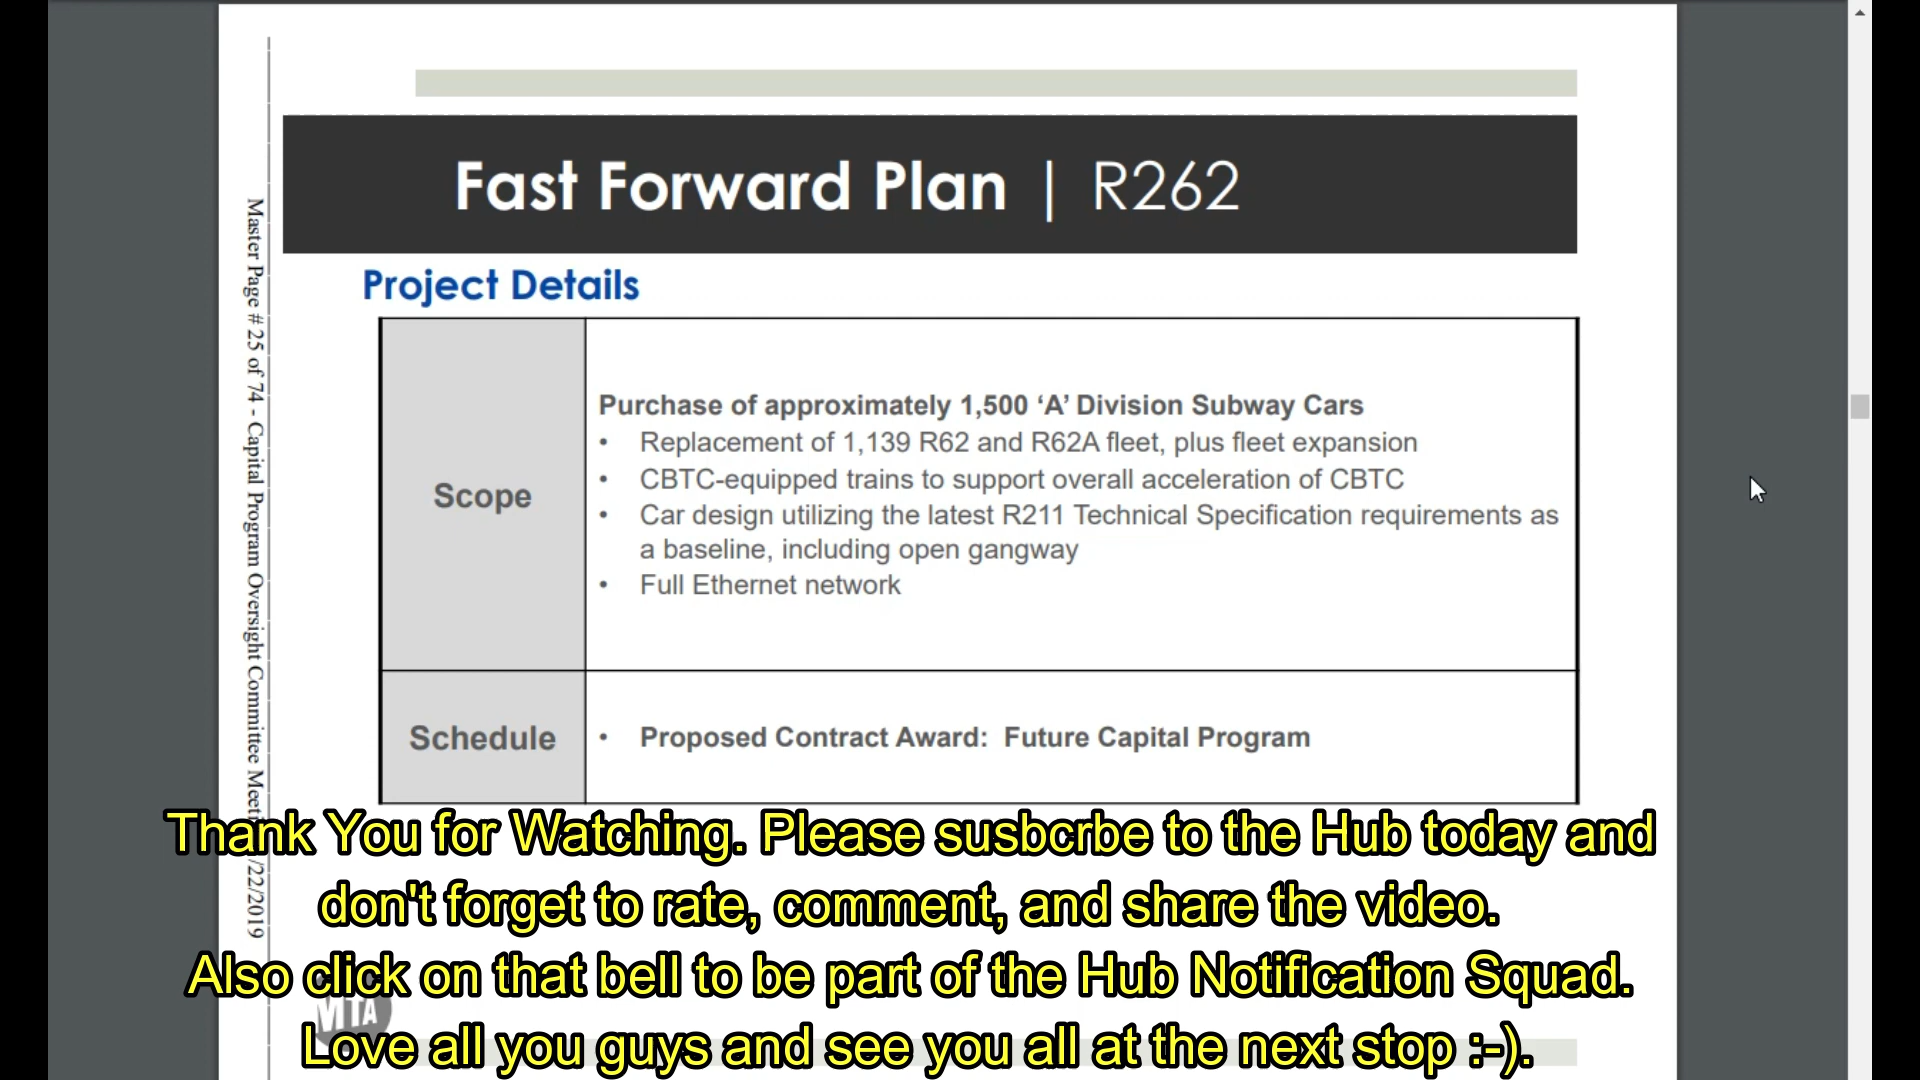 Fast Forward Plan | R262
Project Details
Scope
Purchase of approximately 1,500 ‘A’ Division Subway Cars
• Replacement of 1,139 R62 and R62A fleet, plus fleet expansion
• CBTC-equipped trains to support overall acceleration of CBTC
• Car design utilizing the latest R211 Technical Specification requirements as
a baseline, including open gangway
• Full Ethernet network
Schedule
• Proposed Contract Award: Future Capital Program
Master Page # 25 of 74 - Capital Program Oversight Committee Meeti /22/2019
Thank You for Watching. Please susbcrbe to the Hub today and
don't forget to rate, comment, and share the video.
Also click on that bell to be part of the Hub Notification Squad.
Love all you guys and see you all at the next stop :-).
MTA